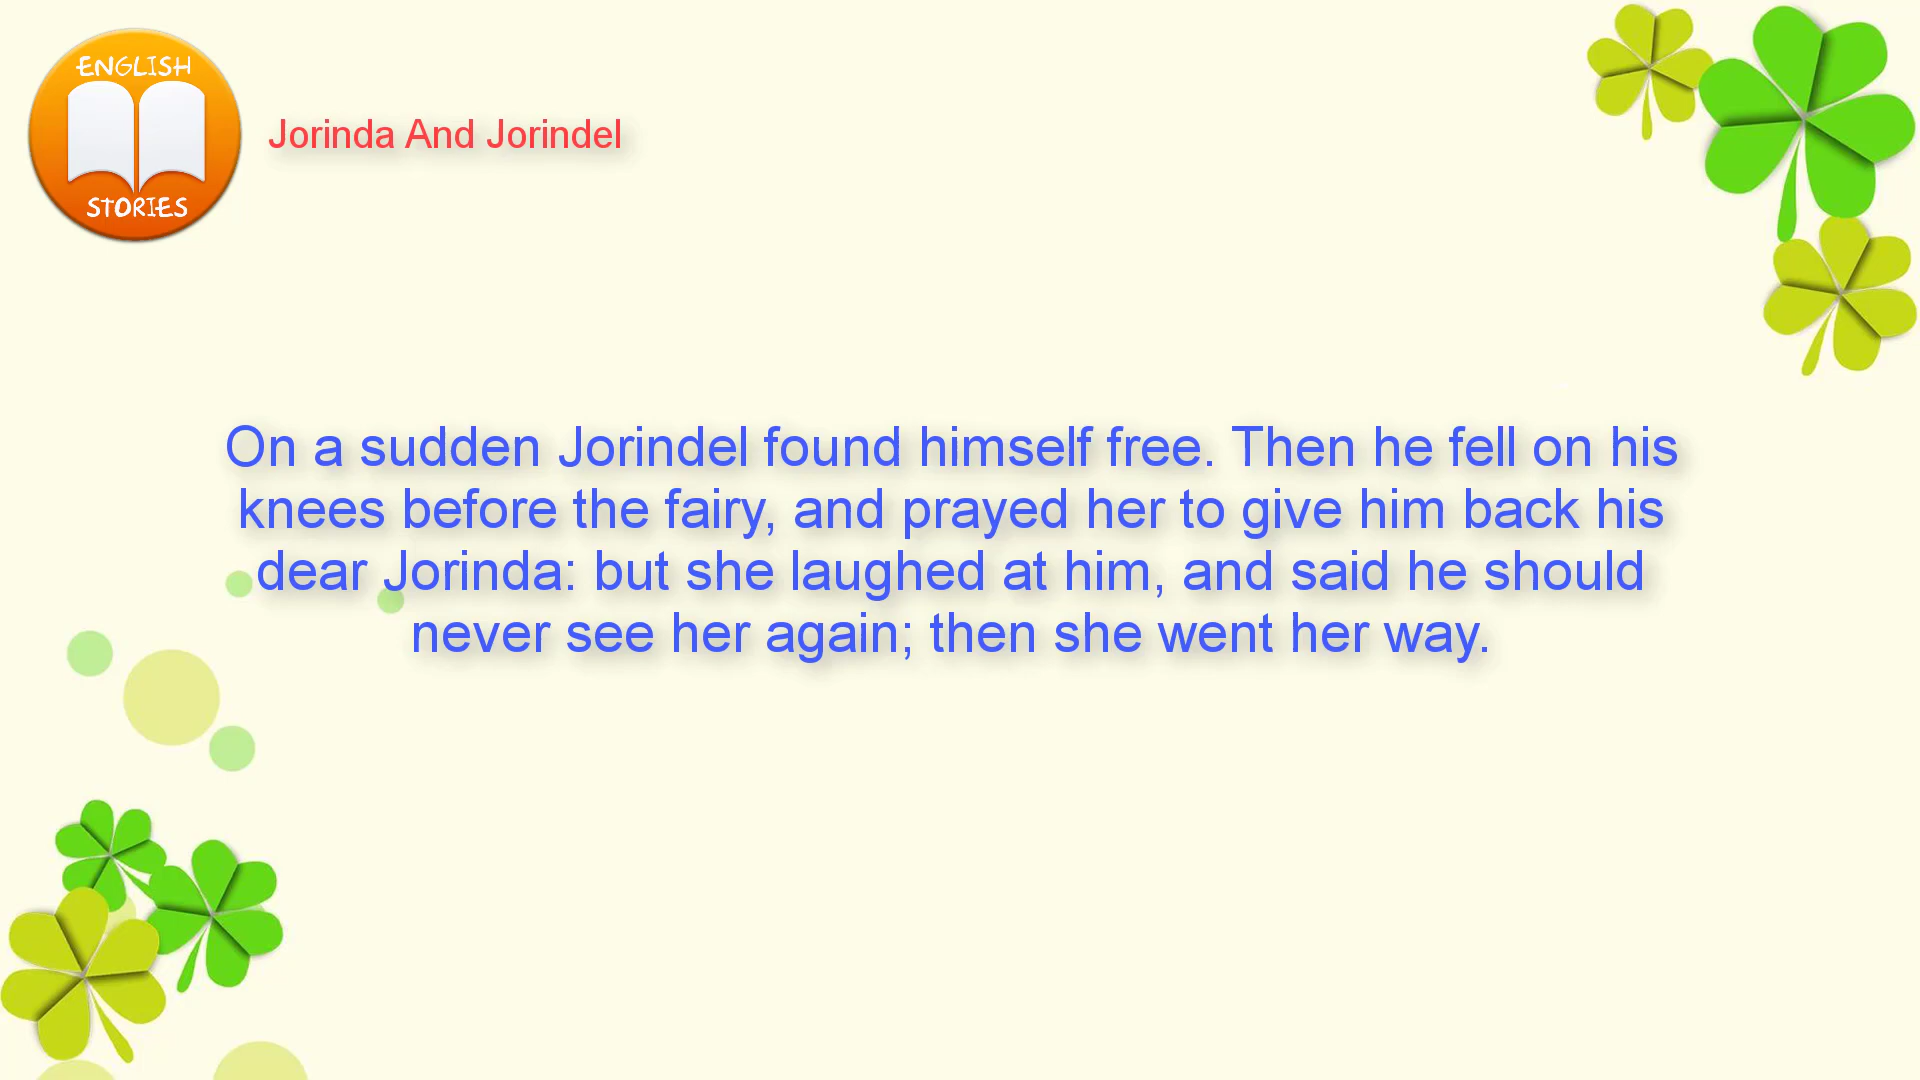 ENGLISH
STORIES
Jorinda And Jorindel
On a sudden Jorindel found himself free. Then he fell on his
knees before the fairy, and prayed her to give him back his
dear Jorinda: but she laughed at him, and said he should
never see her again; then she went her way.